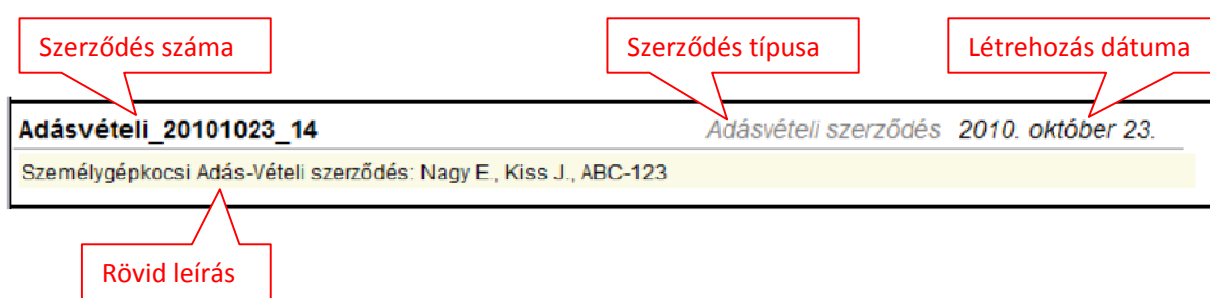 Szerződés száma
Szerződés típusa
Létrehozás dátuma
Adásvételi_20101023_14
Adásvételi szerződés 2010. október 23.
Személygépkocsi Adás-Vételi szerződés: Nagy E., Kiss J., ABC-123
Rövid leírás